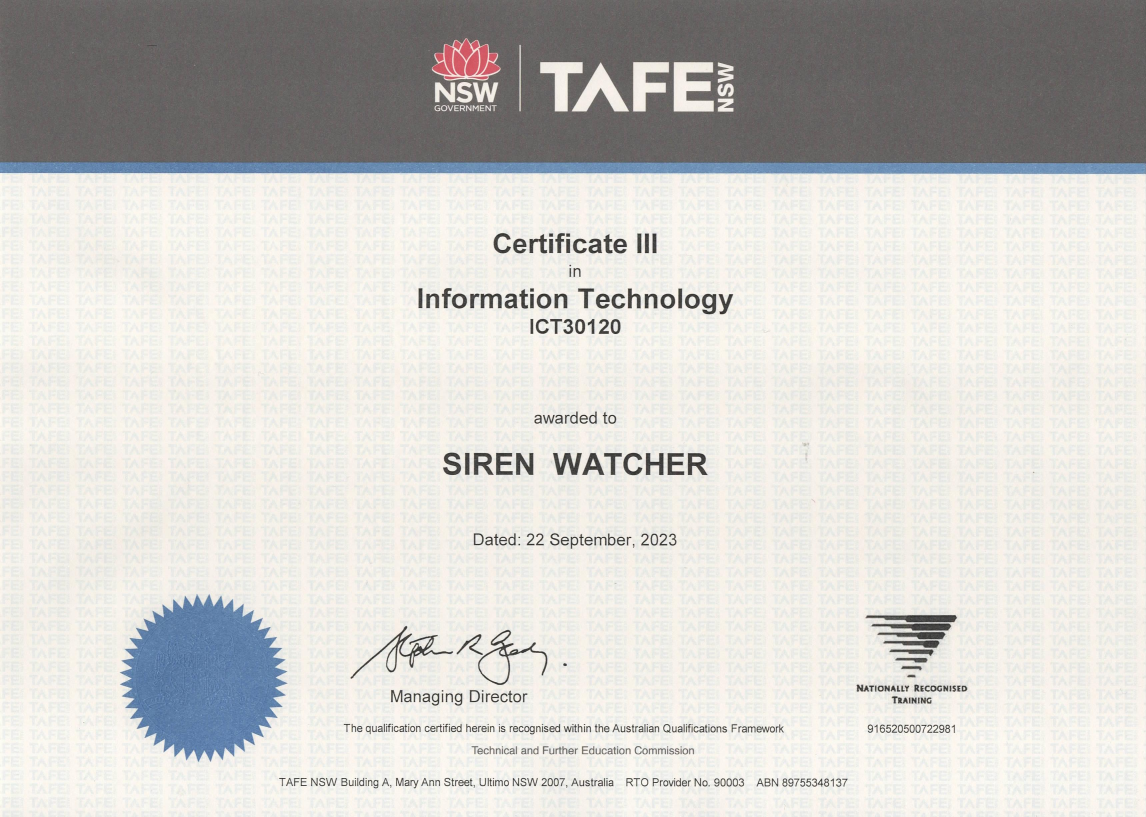 NSW
GOVERNMENT
TAFE NSW
Certificate III
in
Information Technology
ICT30120
awarded to
SIREN WATCHER
Dated: 22 September, 2023
Managing Director
NATIONALLY RECOGNISED
TRAINING
The qualification certified herein is recognised within the Australian Qualifications Framework
916520500722981
Technical and Further Education Commission
TAFE NSW Building A, Mary Ann Street, Ultimo NSW 2007, Australia RTO Provider No. 90003 ABN 89755348137